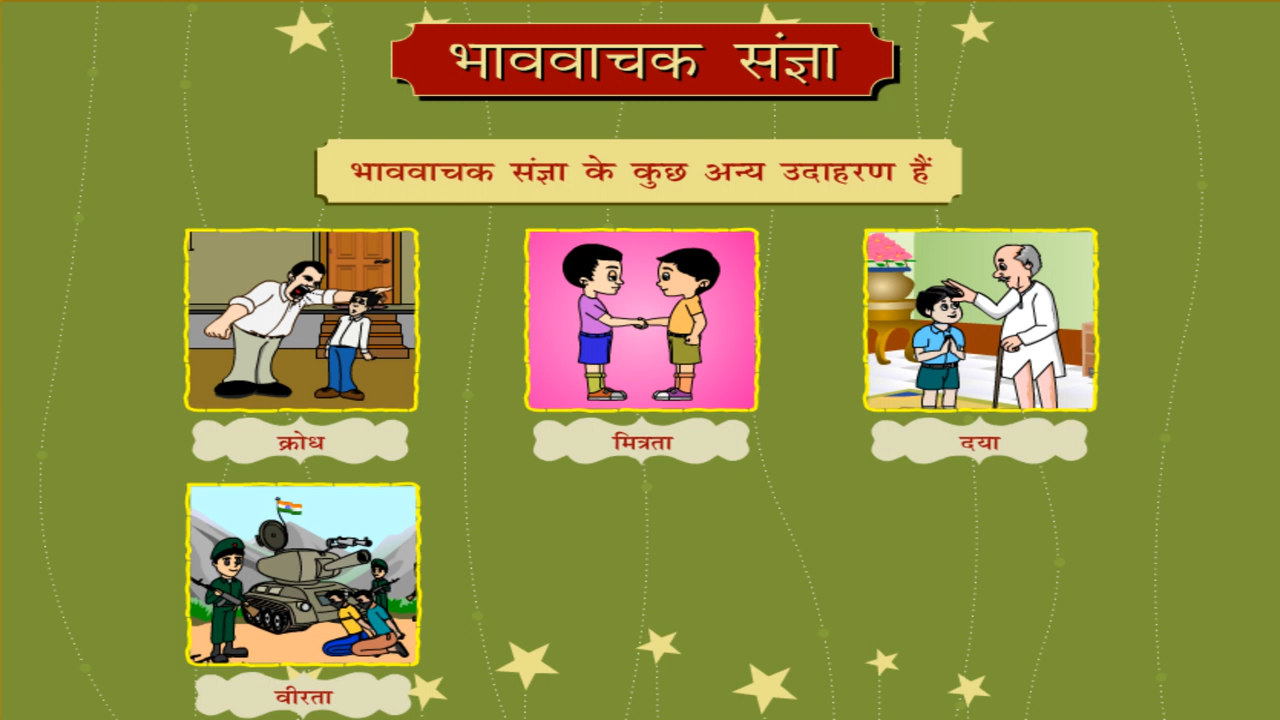 भाववाचक संज्ञा
भाववाचक संज्ञा के कुछ अन्य उदाहरण हैं
क्रोध
मित्रता
दया
वीरता